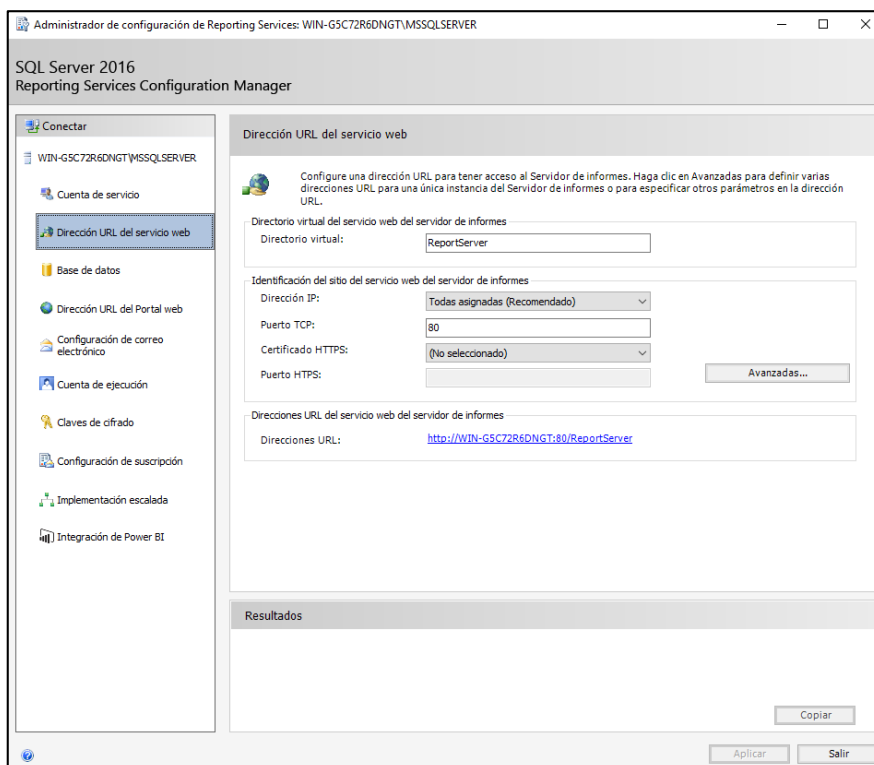 Administrador de configuración de Reporting Services: WIN-G5C72R6DNGT\MSSQLSERVER
SQL Server 2016
Reporting Services Configuration Manager
Conectar
WIN-G5C72R6DNGT\MSSQLSERVER
Cuenta de servicio
Dirección URL del servicio web
Base de datos
Dirección URL del Portal web
Configuración de correo
electrónico
Cuenta de ejecución
Claves de cifrado
Configuración de suscripción
Implementación escalada
Integración de Power BI
Dirección URL del servicio web
Configure una dirección URL para tener acceso al Servidor de informes. Haga clic en Avanzadas para definir varias
direcciones URL para una única instancia del Servidor de informes o para especificar otros parámetros en la dirección
URL.
Directorio virtual del servicio web del servidor de informes
Directorio virtual: ReportServer
Identificación del sitio del servicio web del servidor de informes
Dirección IP: Todas asignadas (Recomendado)
Puerto TCP: 80
Certificado HTTPS: (No seleccionado)
Puerto HTPS:
Avanzadas...
Direcciones URL del servicio web del servidor de informes
Direcciones URL: http://WIN-G5C72R6DNGT:80/ReportServer
Resultados
Copiar
Aplicar Salir